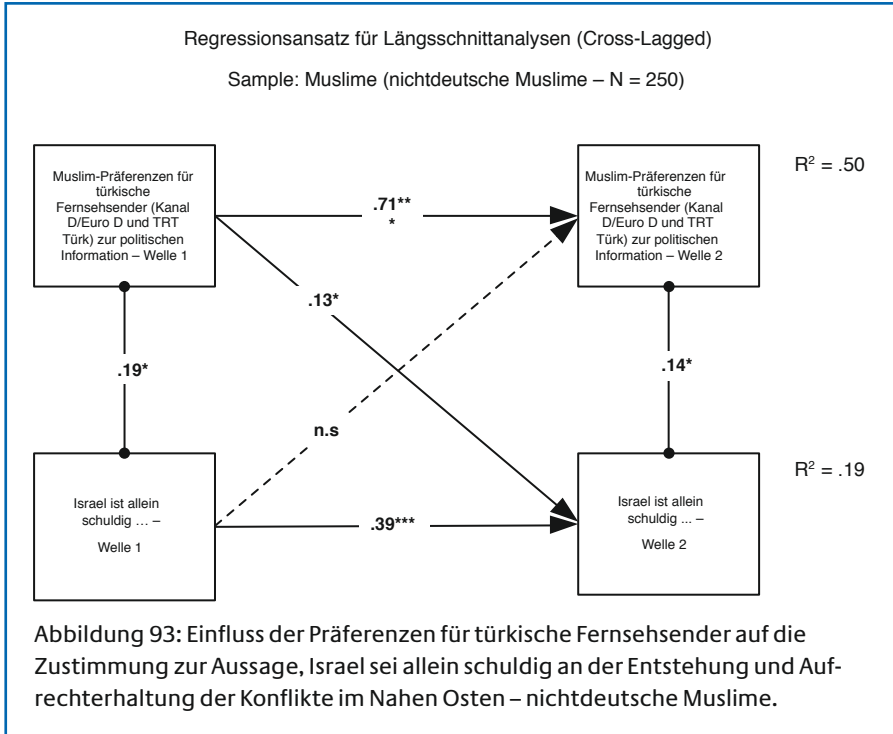 Regressionsansatz für Längsschnittanalysen (Cross-Lagged)
Sample: Muslime (nichtdeutsche Muslime – N = 250)
Muslim-Präferenzen für
türkische
Fernsehsender (Kanal
D/Euro D und TRT
Türk) zur politischen
Information – Welle 1
.71**
*
Muslim-Präferenzen für
türkische
Fernsehsender (Kanal
D/Euro D und TRT
Türk) zur politischen
Information – Welle 2
R² = .50
.13*
.19*
.14*
n.s
Israel ist allein
schuldig … –
Welle 1
.39***
Israel ist allein
schuldig ... –
Welle 2
R² = .19
Abbildung 93: Einfluss der Präferenzen für türkische Fernsehsender auf die
Zustimmung zur Aussage, Israel sei allein schuldig an der Entstehung und Auf-
rechterhaltung der Konflikte im Nahen Osten – nichtdeutsche Muslime.